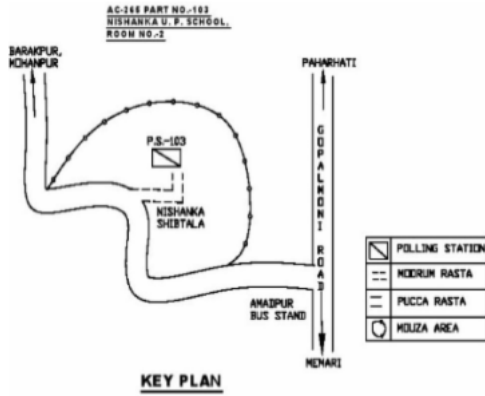 AC-265 PART NO.-103
NISHANKA U. P. SCHOOL,
ROOM NO.-2
BARAKPUR,
MOHANPUR
PAHARHATI
P.S.-103
GOPALMONI ROAD
NISHANKA
SHIBTALA
POLLING STATION
MOORUM RASTA
PUCCA RASTA
MOUZA AREA
AMADPUR
BUS STAND
MEMARI
KEY PLAN